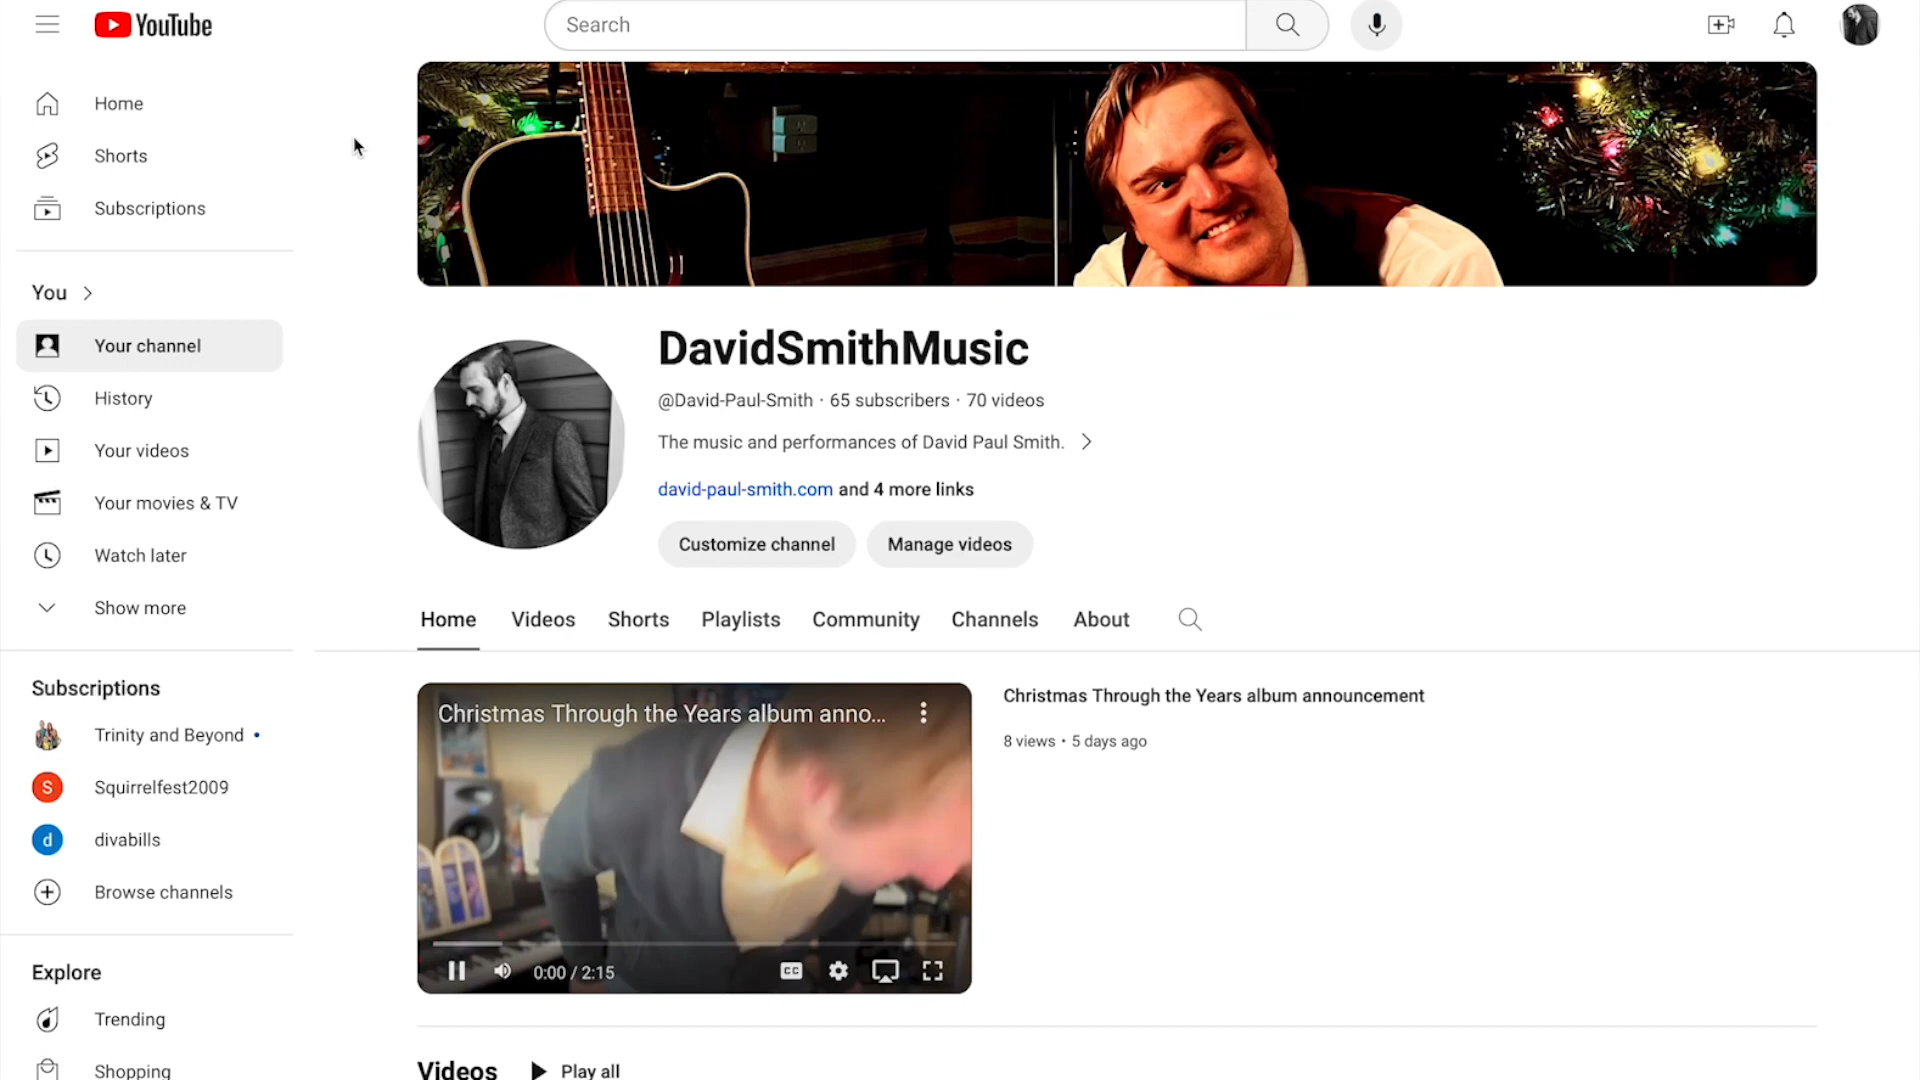 YouTube
Search
Home
Shorts
Subscriptions
You
Your channel
History
Your videos
Your movies & TV
Watch later
Show more
Subscriptions
Trinity and Beyond
S
Squirrelfest2009
d
divabills
Browse channels
Explore
Trending
Shopping
DavidSmithMusic
@David-Paul-Smith · 65 subscribers · 70 videos
The music and performances of David Paul Smith.
david-paul-smith.com and 4 more links
Customize channel
Manage videos
Home Videos Shorts Playlists Community Channels About
Christmas Through the Years album anno...
0:00 / 2:15
CC
Christmas Through the Years album announcement
8 views • 5 days ago
Videos
Play all